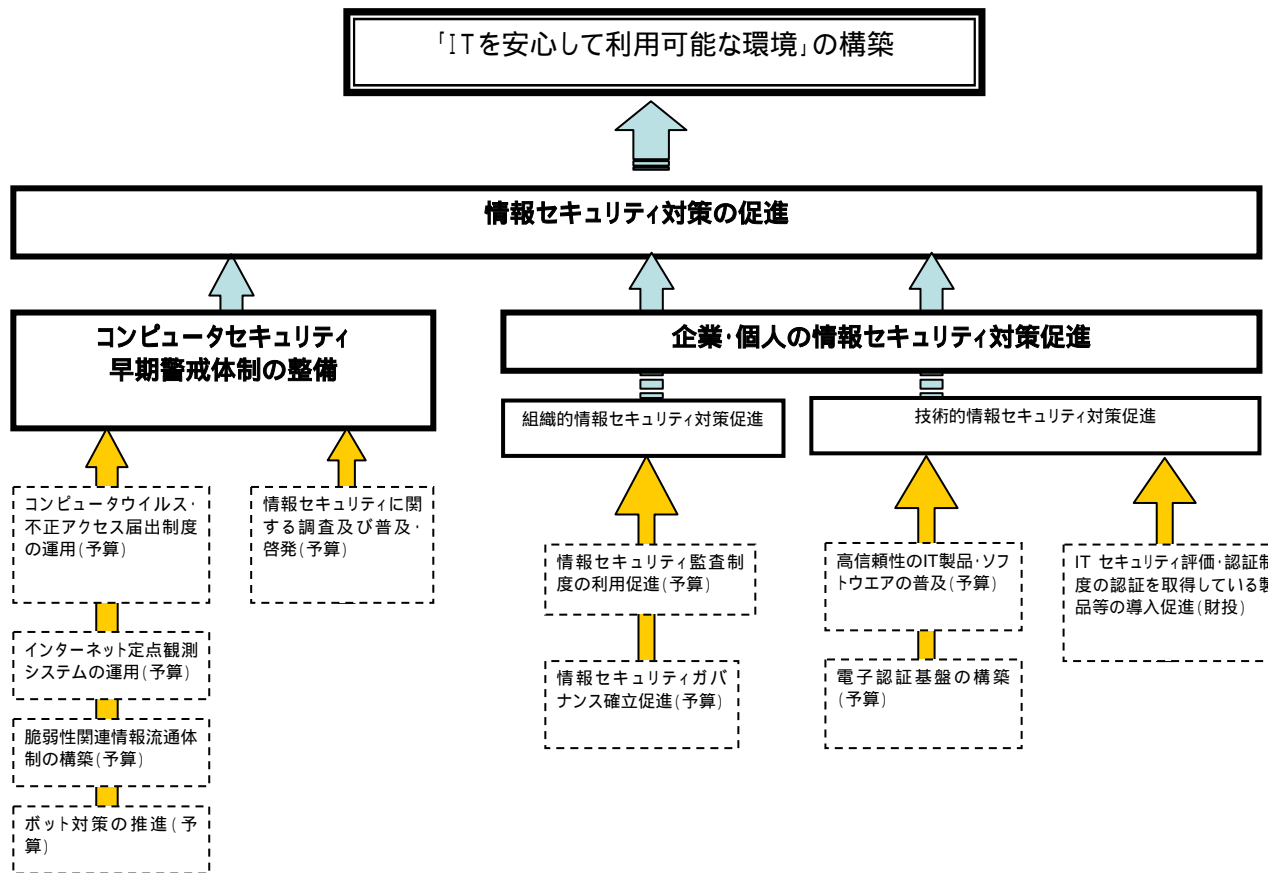 「ITを安心して利用可能な環境」の構築
情報セキュリティ対策の促進
コンピュータセキュリティ
早期警戒体制の整備
企業・個人の情報セキュリティ対策促進
組織的情報セキュリティ対策促進
技術的情報セキュリティ対策促進
コンピュータウイルス・
不正アクセス届出制度
の運用(予算)
情報セキュリティに関
する調査及び普及・
啓発(予算)
インターネット定点観測
システムの運用(予算)
脆弱性関連情報流通体
制の構築(予算)
ボット対策の推進(予
算)
情報セキュリティ監査制
度の利用促進(予算)
情報セキュリティガバ
ナンス確立促進(予算)
高信頼性のIT製品・ソフ
トウエアの普及(予算)
電子認証基盤の構築
(予算)
IT セキュリティ評価・認証制
度の認証を取得している製
品等の導入促進(財投)